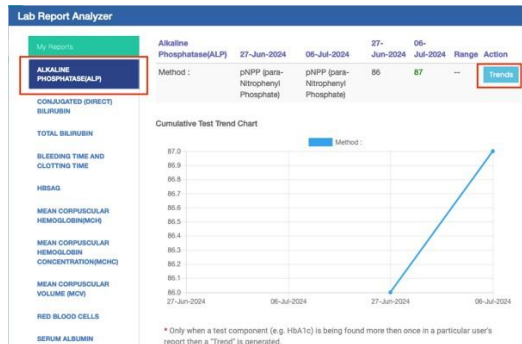 Lab Report Analyzer
My Reports
ALKALINE
PHOSPHATASE(ALP)
CONJUGATED (DIRECT)
BILIRUBIN
TOTAL BILIRUBIN
BLEEDING TIME AND
CLOTTING TIME
HBSAG
MEAN CORPUSCULAR
HEMOGLOBIN(MCH)
MEAN CORPUSCULAR
HEMOGLOBIN
CONCENTRATION(MCHC)
MEAN CORPUSCULAR
VOLUME (MCV)
RED BLOOD CELLS
SERUM ALBUMIN
Alkaline 27- 06-
Phosphatase(ALP) 27-Jun-2024 06-Jul-2024 Jun-2024 Jul-2024 Range Action
Method : pNPP (para- pNPP (para- 86 87 -- Trends
Nitrophenyl Nitrophenyl
Phosphate) Phosphate)
Cumulative Test Trend Chart
Method :
87.0
86.9
86.8
86.7
86.6
86.5
86.4
86.3
86.2
86.1
86.0
27-Jun-2024 06-Jul-2024 27-Jun-2024 06-Jul-2024
* Only when a test component (e.g. HbA1c) is being found more then once in a particular user's
report then a "Trend" is generated.